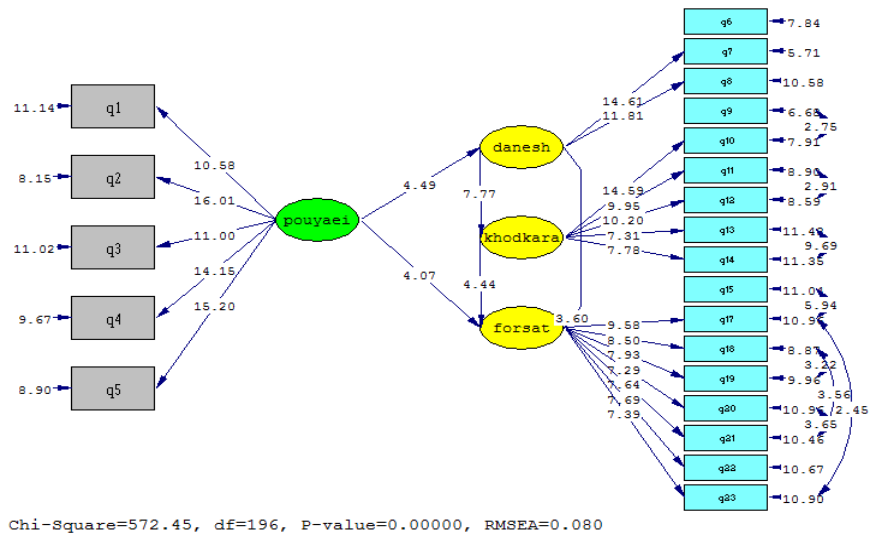 q6 7.84
q7 5.71
q8 10.58
q9 6.68
2.75
q10 7.91
q11 8.90
2.91
q12 8.59
q13 11.43
9.69
q14 11.35
q15 11.04
5.94
q17 10.95
q18 8.87
3.22
q19 9.96
q20 10.96
3.65
q21 10.46
q22 10.67
q23 10.90
3.56
2.45
11.14 q1
8.15 q2
11.02 q3
9.67 q4
8.90 q5
10.58
16.01
11.00
14.15
15.20
pouyaei
4.49
4.07
danesh
7.77
khodkara
4.44
forsat
3.60
14.61
11.81
14.59
9.95
10.20
7.31
7.78
9.58
8.50
7.93
7.29
7.64
7.69
7.39
Chi-Square=572.45, df=196, P-value=0.00000, RMSEA=0.080